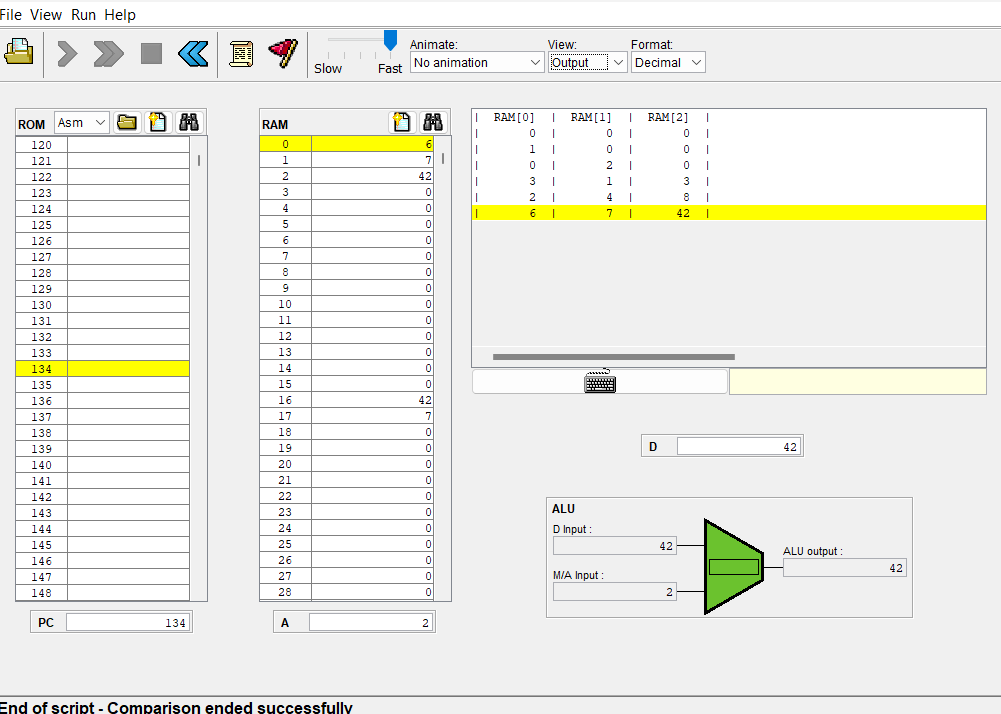 File View Run Help
Slow Fast
Animate:
No animation
View:
Output
Format:
Decimal
ROM Asm
120
121
122
123
124
125
126
127
128
129
130
131
132
133
134
135
136
137
138
139
140
141
142
143
144
145
146
147
148
PC 134
RAM
0 6
1 7
2 42
3 0
4 0
5 0
6 0
7 0
8 0
9 0
10 0
11 0
12 0
13 0
14 0
15 0
16 42
17 7
18 0
19 0
20 0
21 0
22 0
23 0
24 0
25 0
26 0
27 0
28 0
A 2
| RAM[0] | RAM[1] | RAM[2] |
| 0 | 0 | 0 |
| 1 | 0 | 0 |
| 0 | 2 | 0 |
| 3 | 1 | 3 |
| 2 | 4 | 8 |
| 6 | 7 | 42 |
D 42
ALU
D Input :
42
M/A Input :
2
ALU output :
42
End of script - Comparison ended successfully